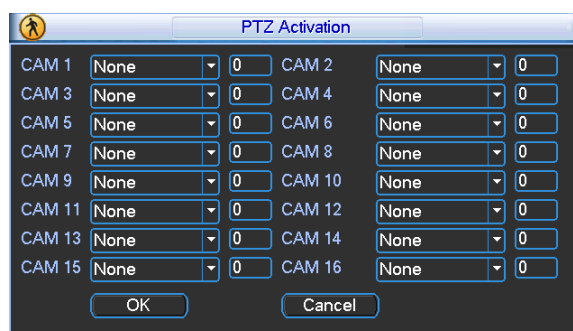 PTZ Activation
CAM 1 None 0 CAM 2 None 0
CAM 3 None 0 CAM 4 None 0
CAM 5 None 0 CAM 6 None 0
CAM 7 None 0 CAM 8 None 0
CAM 9 None 0 CAM 10 None 0
CAM 11 None 0 CAM 12 None 0
CAM 13 None 0 CAM 14 None 0
CAM 15 None 0 CAM 16 None 0
OK Cancel